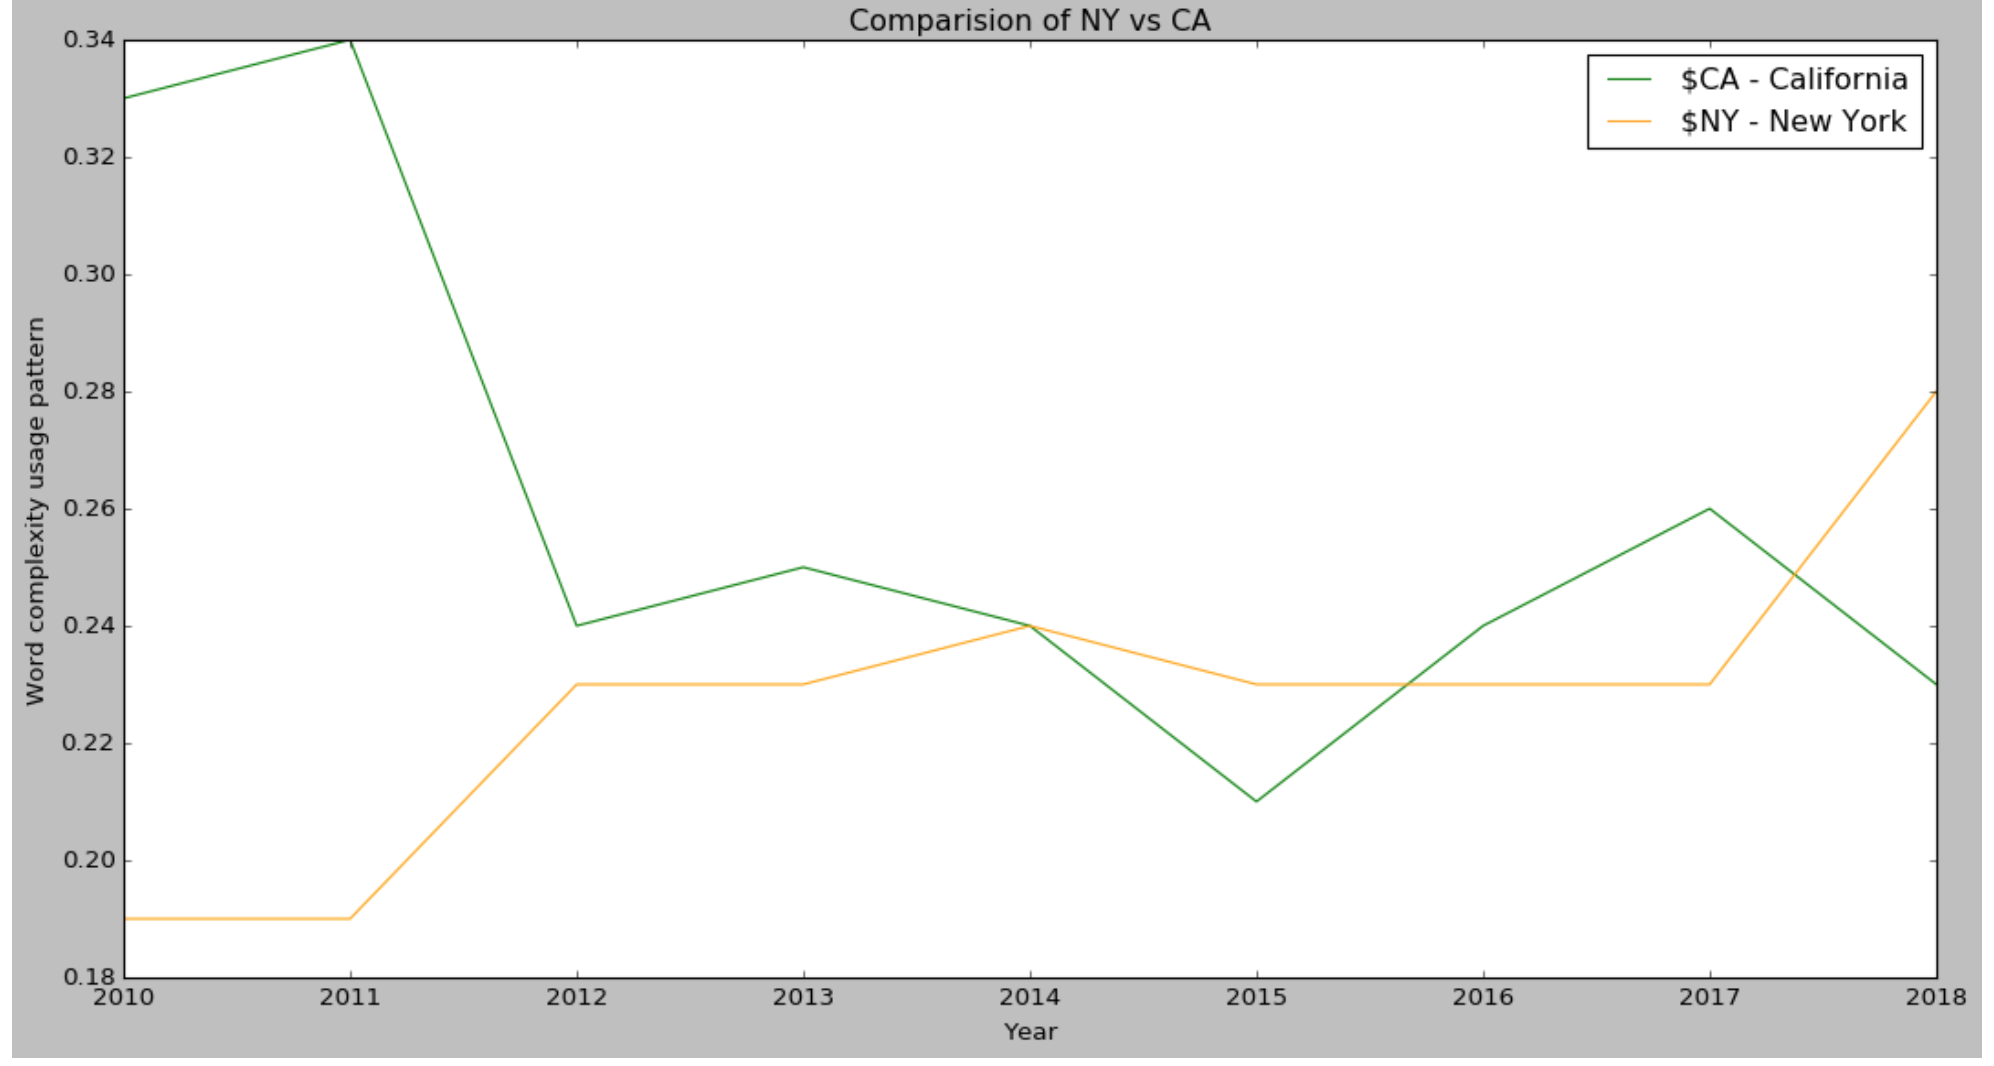 Comparision of NY vs CA
$CA - California
$NY - New York
Word complexity usage pattern
0.34
0.32
0.30
0.28
0.26
0.24
0.22
0.20
0.18
2010 2011 2012 2013 2014 2015 2016 2017 2018
Year